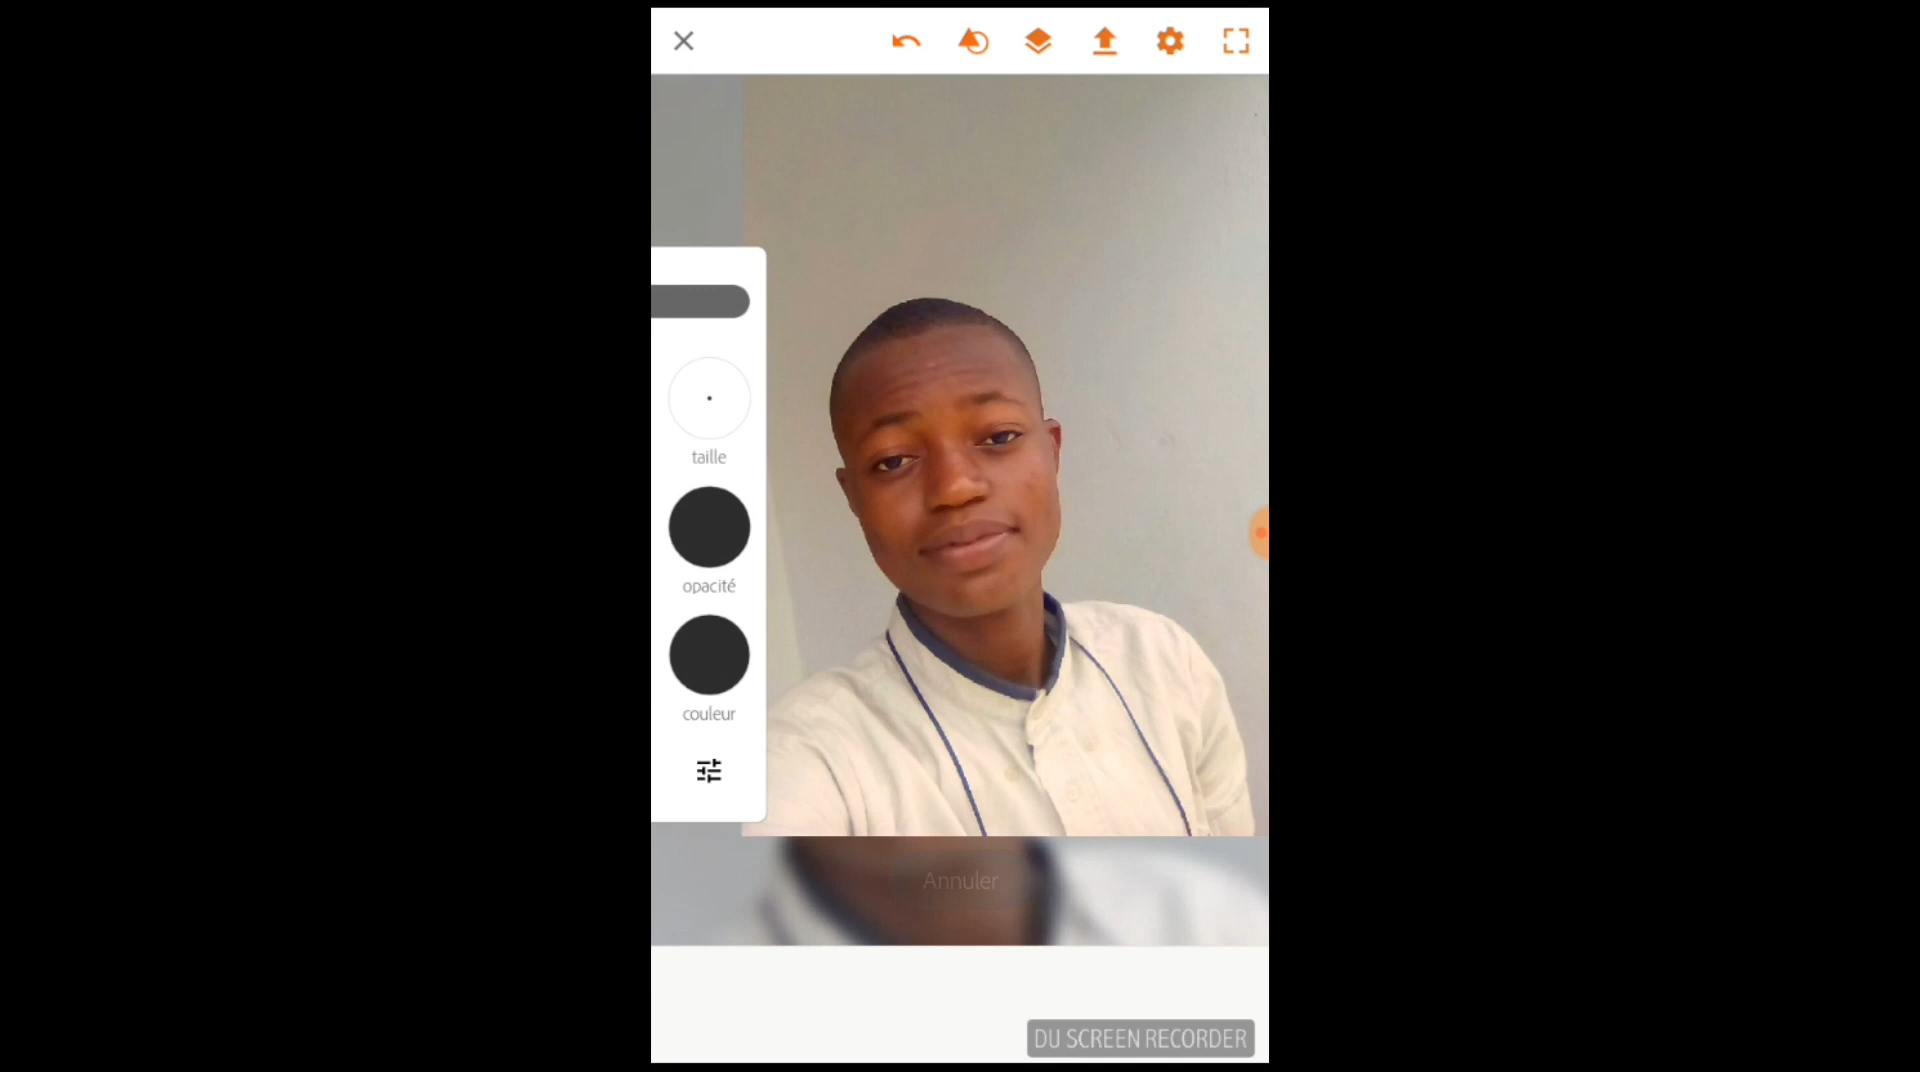 taille
opacité
couleur
Annuler
DU SCREEN RECORDER